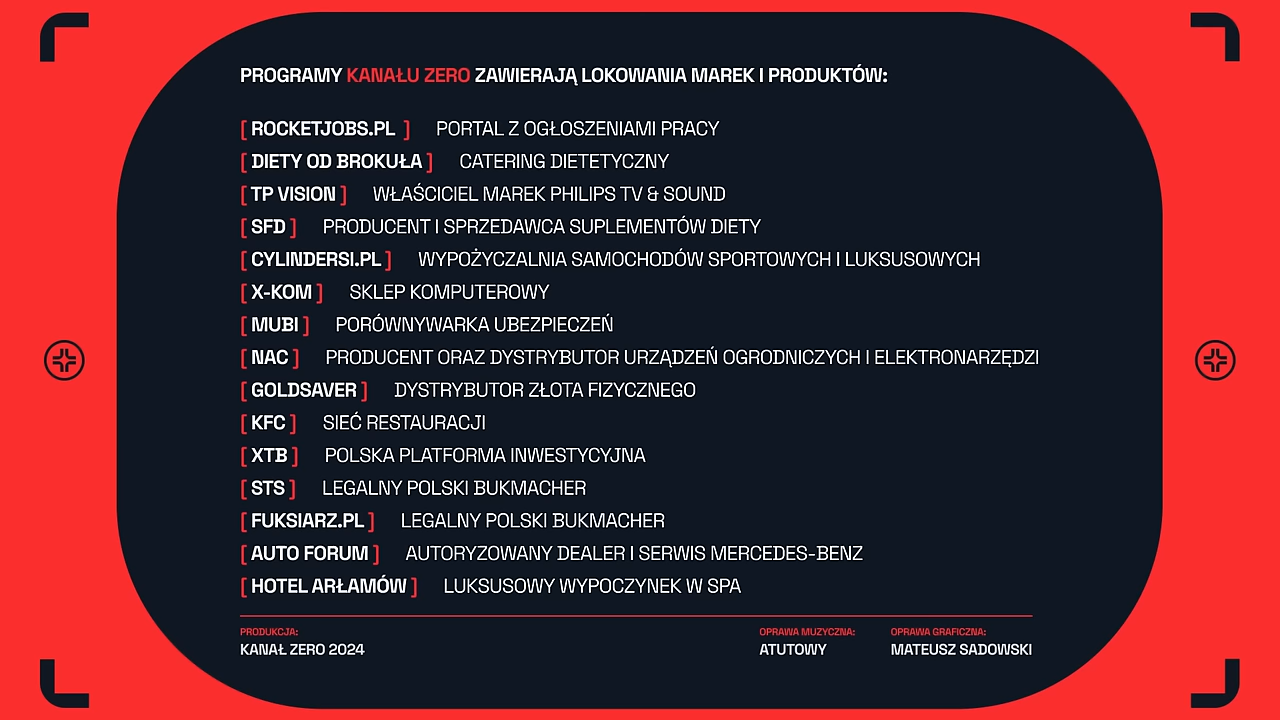 PROGRAMY KANAŁU ZERO ZAWIERAJĄ LOKOWANIA MAREK I PRODUKTÓW:
[ ROCKETJOBS.PL ] PORTAL Z OGŁOSZENIAMI PRACY
[ DIETY OD BROKUŁA ] CATERING DIETETYCZNY
[ TP VISION ] WŁAŚCICIEL MAREK PHILIPS TV & SOUND
[ SFD ] PRODUCENT I SPRZEDAWCA SUPLEMENTÓW DIETY
[ CYLINDERSI.PL ] WYPOŻYCZALNIA SAMOCHODÓW SPORTOWYCH I LUKSUSOWYCH
[ X-KOM ] SKLEP KOMPUTEROWY
[ MUBI ] PORÓWNYWARKA UBEZPIECZEŃ
[ NAC ] PRODUCENT ORAZ DYSTRYBUTOR URZĄDZEŃ OGRODNICZYCH I ELEKTRONARZĘDZI
[ GOLDSAVER ] DYSTRYBUTOR ZŁOTA FIZYCZNEGO
[ KFC ] SIEĆ RESTAURACJI
[ XTB ] POLSKA PLATFORMA INWESTYCYJNA
[ STS ] LEGALNY POLSKI BUKMACHER
[ FUKSIARZ.PL ] LEGALNY POLSKI BUKMACHER
[ AUTO FORUM ] AUTORYZOWANY DEALER I SERWIS MERCEDES-BENZ
[ HOTEL ARŁAMÓW ] LUKSUSOWY WYPOCZYNEK W SPA
PRODUKCJA: OPRAWA MUZYCZNA: OPRAWA GRAFICZNA:
KANAŁ ZERO 2024 ATUTOWY MATEUSZ SADOWSKI